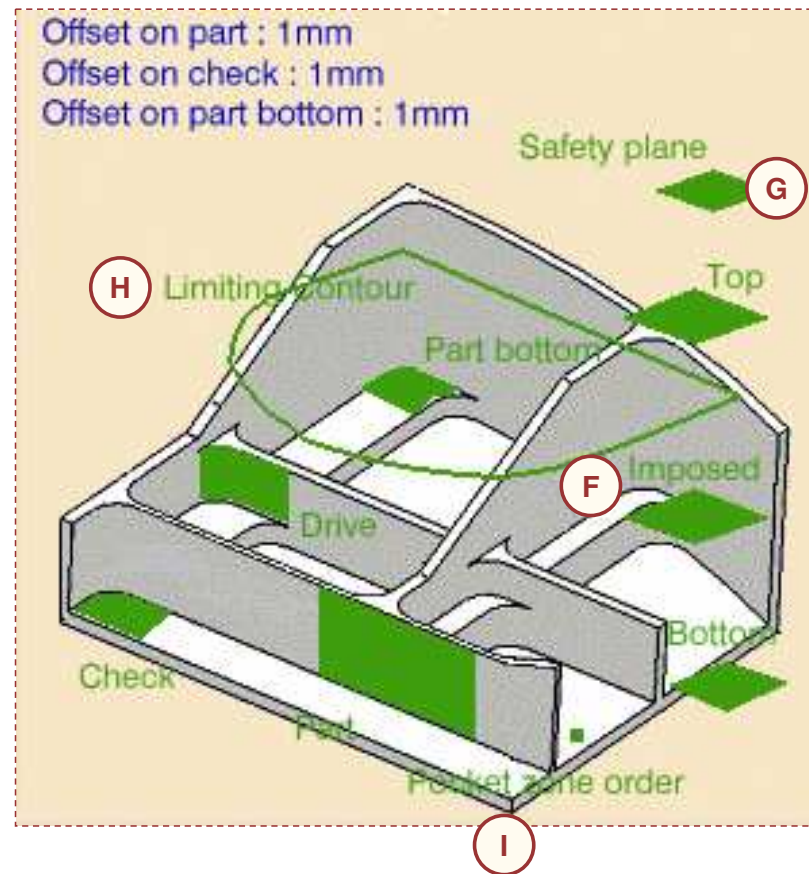 Offset on part : 1mm
Offset on check : 1mm
Offset on part bottom : 1mm
Safety plane
G
Top
H
Limiting contour
Part bottom
Imposed
F
Drive
Bottom
Check
Part
Pocket zone order
I